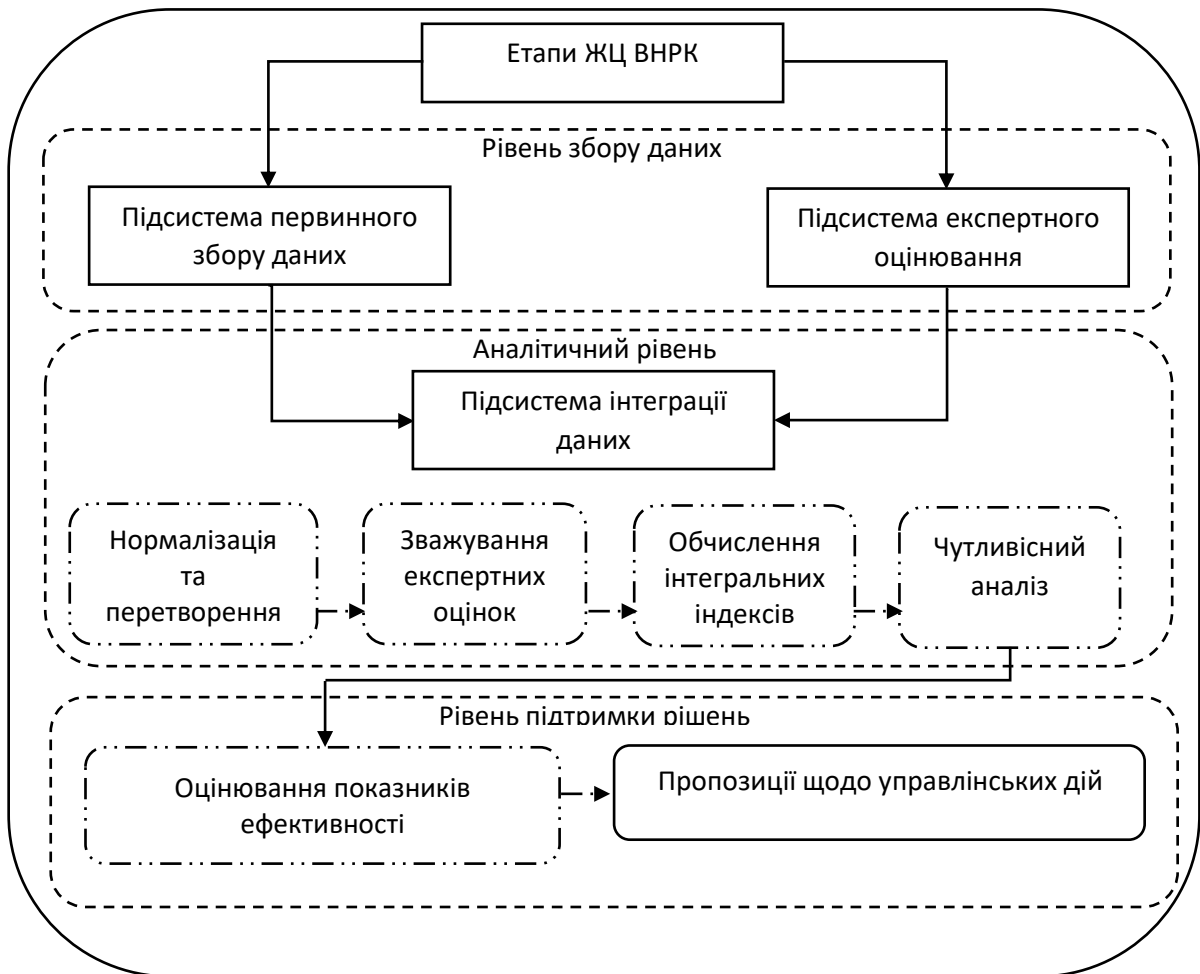 Етапи ЖЦ ВНРК
Рівень збору даних
Підсистема первинного
збору даних
Підсистема експертного
оцінювання
Аналітичний рівень
Підсистема інтеграції
даних
Нормалізація
та
перетворення
Зважування
експертних
оцінок
Обчислення
інтегральних
індексів
Чутливісний
аналіз
Рівень підтримки рішень
Оцінювання показників
ефективності
Пропозиції щодо управлінських дій